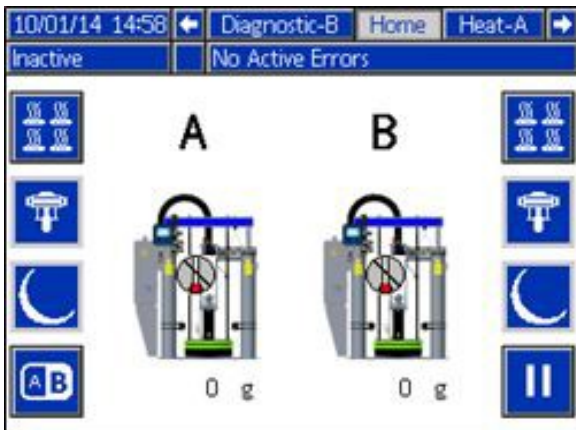 10/01/14 14:58 Diagnostic-B Home Heat-A
Inactive No Active Errors
A B
A B
0 g 0 g